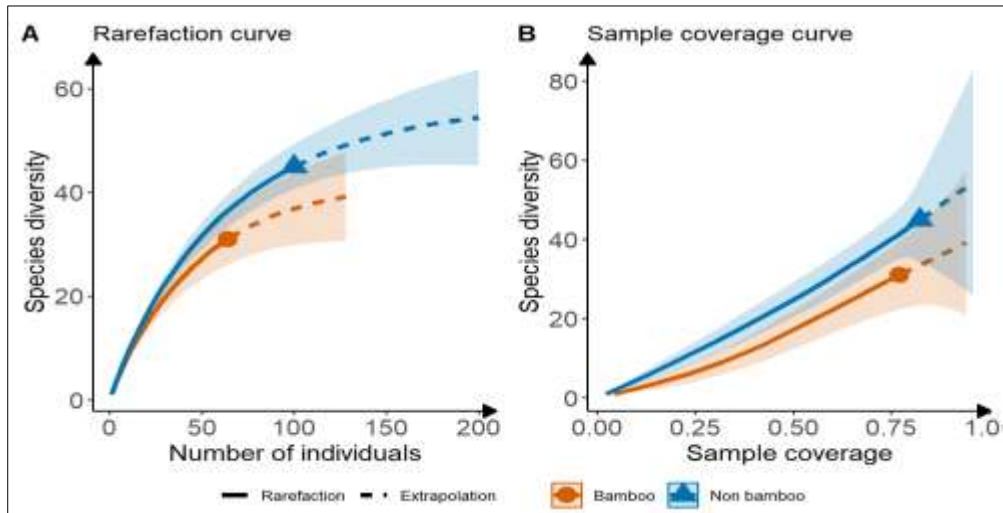 A Rarefaction curve
Species diversity
60
40
20
0
0 50 100 150 200
Number of individuals
B Sample coverage curve
Species diversity
80
60
40
20
0
0.00 0.25 0.50 0.75 1.0
Sample coverage
Rarefaction Extrapolation Bamboo Non bamboo